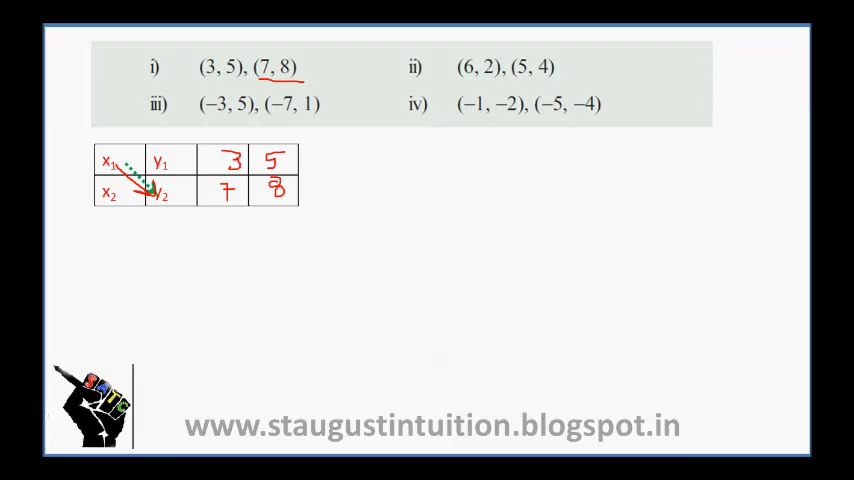 i) (3, 5), (7, 8) ii) (6, 2), (5, 4)
iii) (−3, 5), (−7, 1) iv) (−1, −2), (−5, −4)
x₁ y₁ 3 5
x₂ y₂ 7 8
SATC
www.staugustintuition.blogspot.in